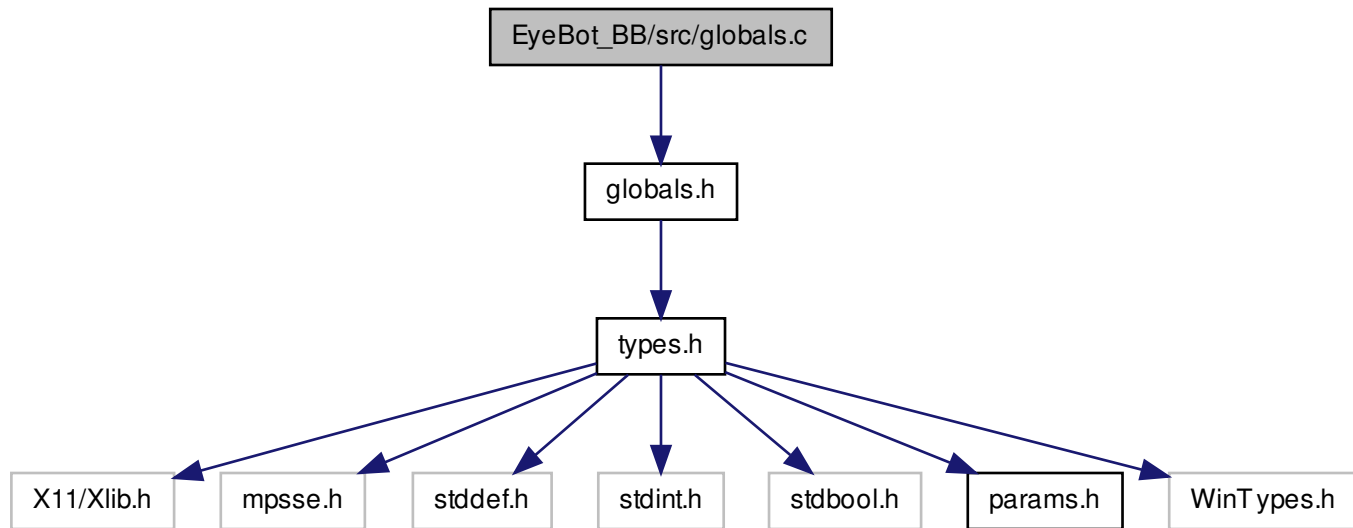 EyeBot_BB/src/globals.c
globals.h
types.h
X11/Xlib.h
mpsse.h
stddef.h
stdint.h
stdbool.h
params.h
WinTypes.h